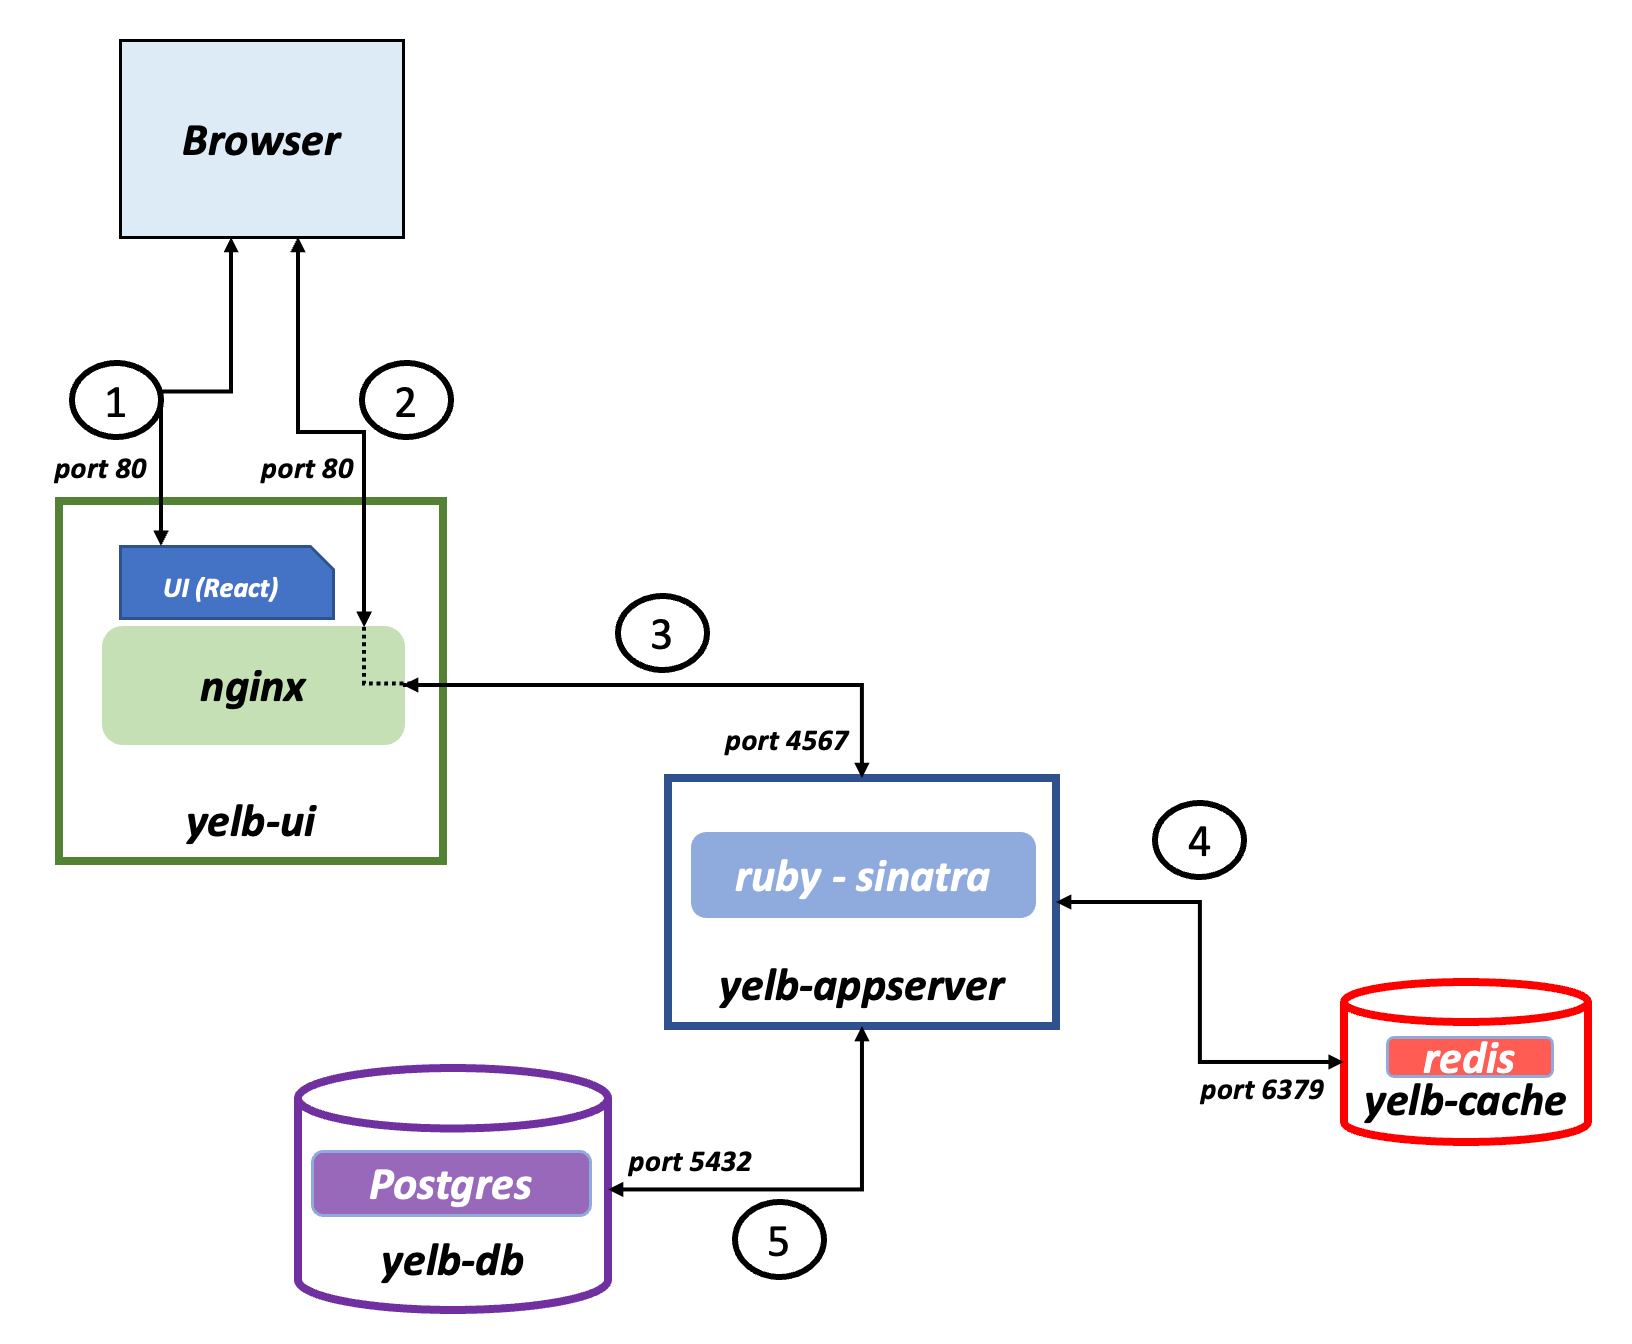 Browser
1
2
port 80
port 80
UI (React)
nginx
yelb-ui
3
port 4567
ruby - sinatra
yelb-appserver
4
port 6379
redis
yelb-cache
Postgres
yelb-db
port 5432
5